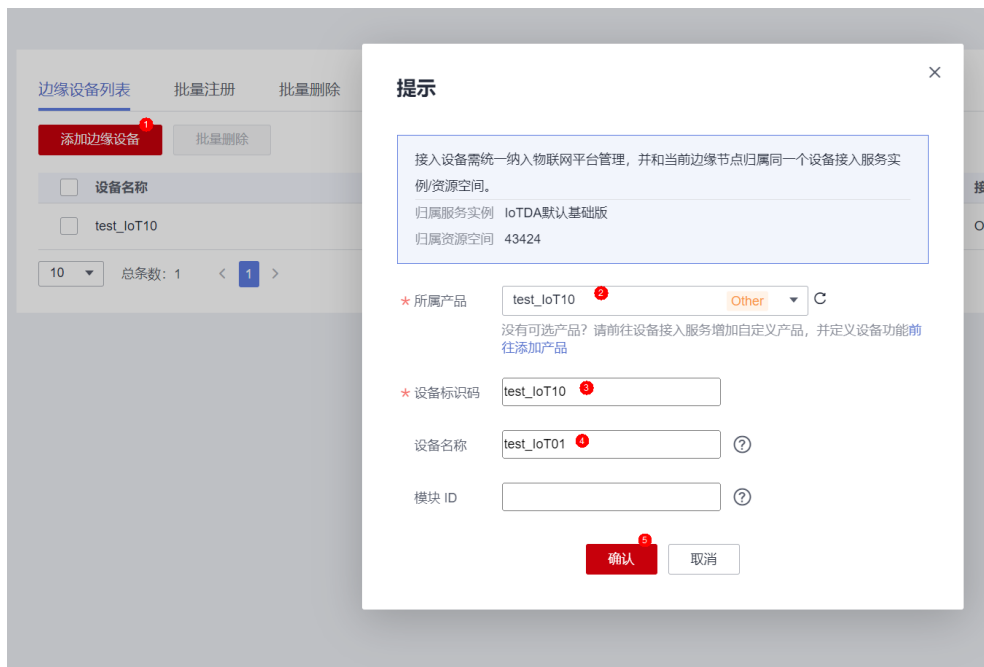 提示
边缘设备列表 批量注册 批量删除
添加边缘设备 1 批量删除
设备名称 接
test_IoT10 O
10 总条数：1 < 1 >
接入设备需统一纳入物联网平台管理，并和当前边缘节点归属同一个设备接入服务实
例/资源空间。
归属服务实例 IoTDA默认基础版
归属资源空间 43424
* 所属产品 test_IoT10 2 Other
没有可选产品？请前往设备接入服务增加自定义产品，并定义设备功能前
往添加产品
* 设备标识码 test_IoT10 3
设备名称 test_IoT01 4 ?
模块 ID ?
5
确认 取消